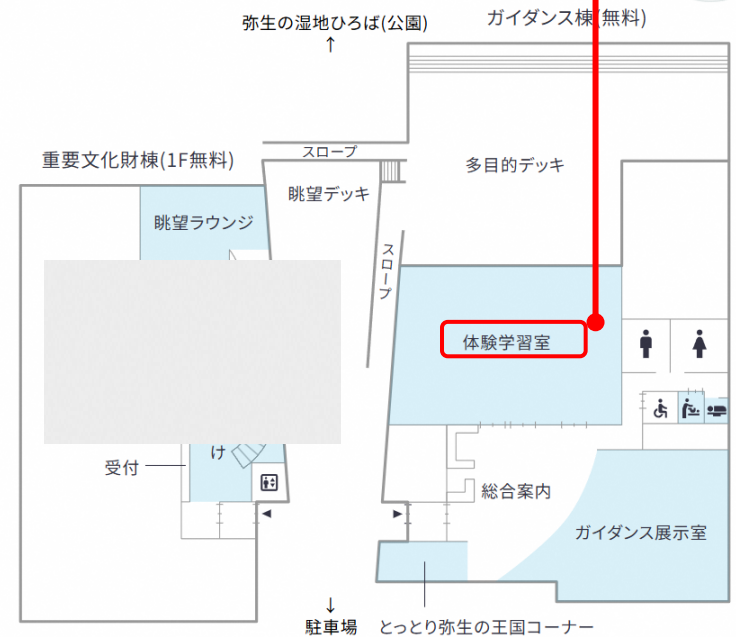 弥生の湿地ひろば(公園)
↑
ガイダンス棟(無料)
重要文化財棟(1F無料)
スロープ
眺望デッキ
多目的デッキ
眺望ラウンジ
スロープ
体験学習室
け
受付
総合案内
ガイダンス展示室
↓
駐車場
とっとり弥生の王国コーナー